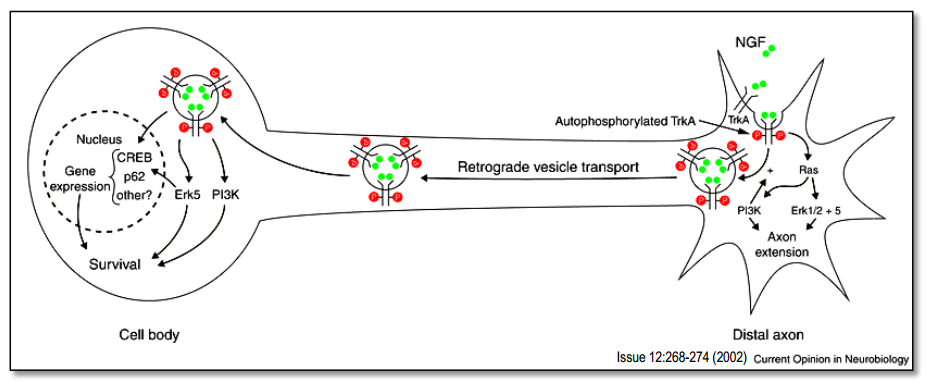 NGF
TrkA
Autophosphorylated TrkA
P P
Nucleus
CREB
Gene
expression
p62
other?
Erk5
PI3K
Survival
Retrograde vesicle transport
Ras
+
PI3K
Erk1/2 + 5
Axon
extension
Cell body
Distal axon
Issue 12:268-274 (2002)
Current Opinion in Neurobiology